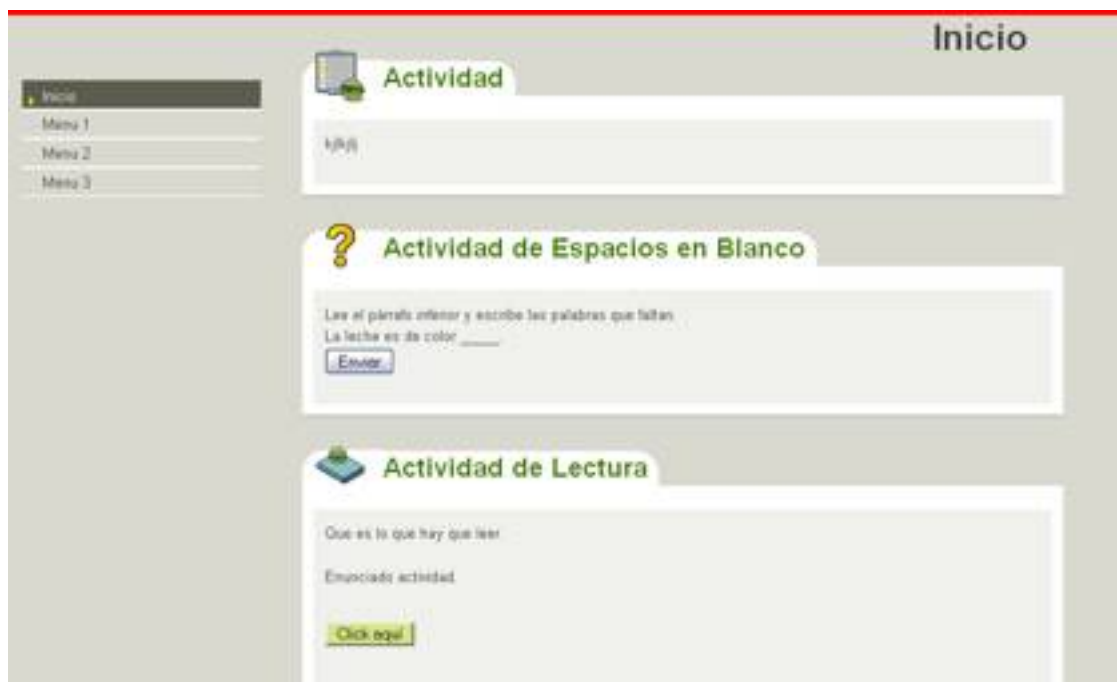 Inicio
Inicio
Menu 1
Menu 2
Menu 3
Actividad
Actividad de Espacios en Blanco
Lee el párrafo inferior y escribe las palabras que faltan.
La leche es de color _____
Enviar
Actividad de Lectura
Que es lo que hay que leer
Enunciado actividad.
Click aquí